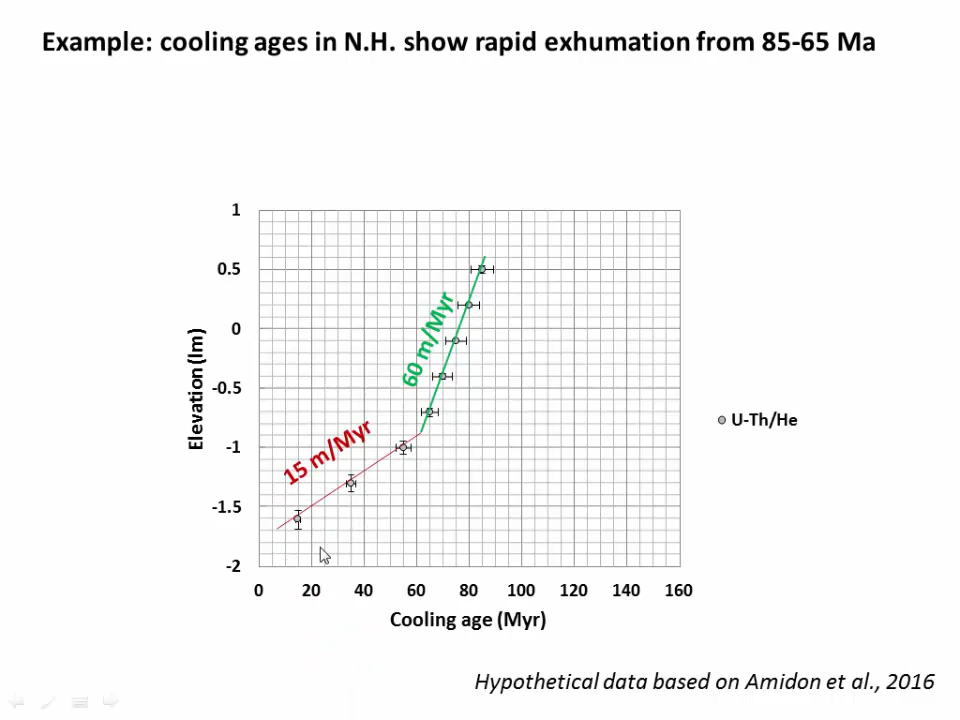 Example: cooling ages in N.H. show rapid exhumation from 85-65 Ma
1
0.5
0
-0.5
-1
-1.5
-2
Elevation (lm)
60 m/Myr
15 m/Myr
U-Th/He
0 20 40 60 80 100 120 140 160
Cooling age (Myr)
Hypothetical data based on Amidon et al., 2016